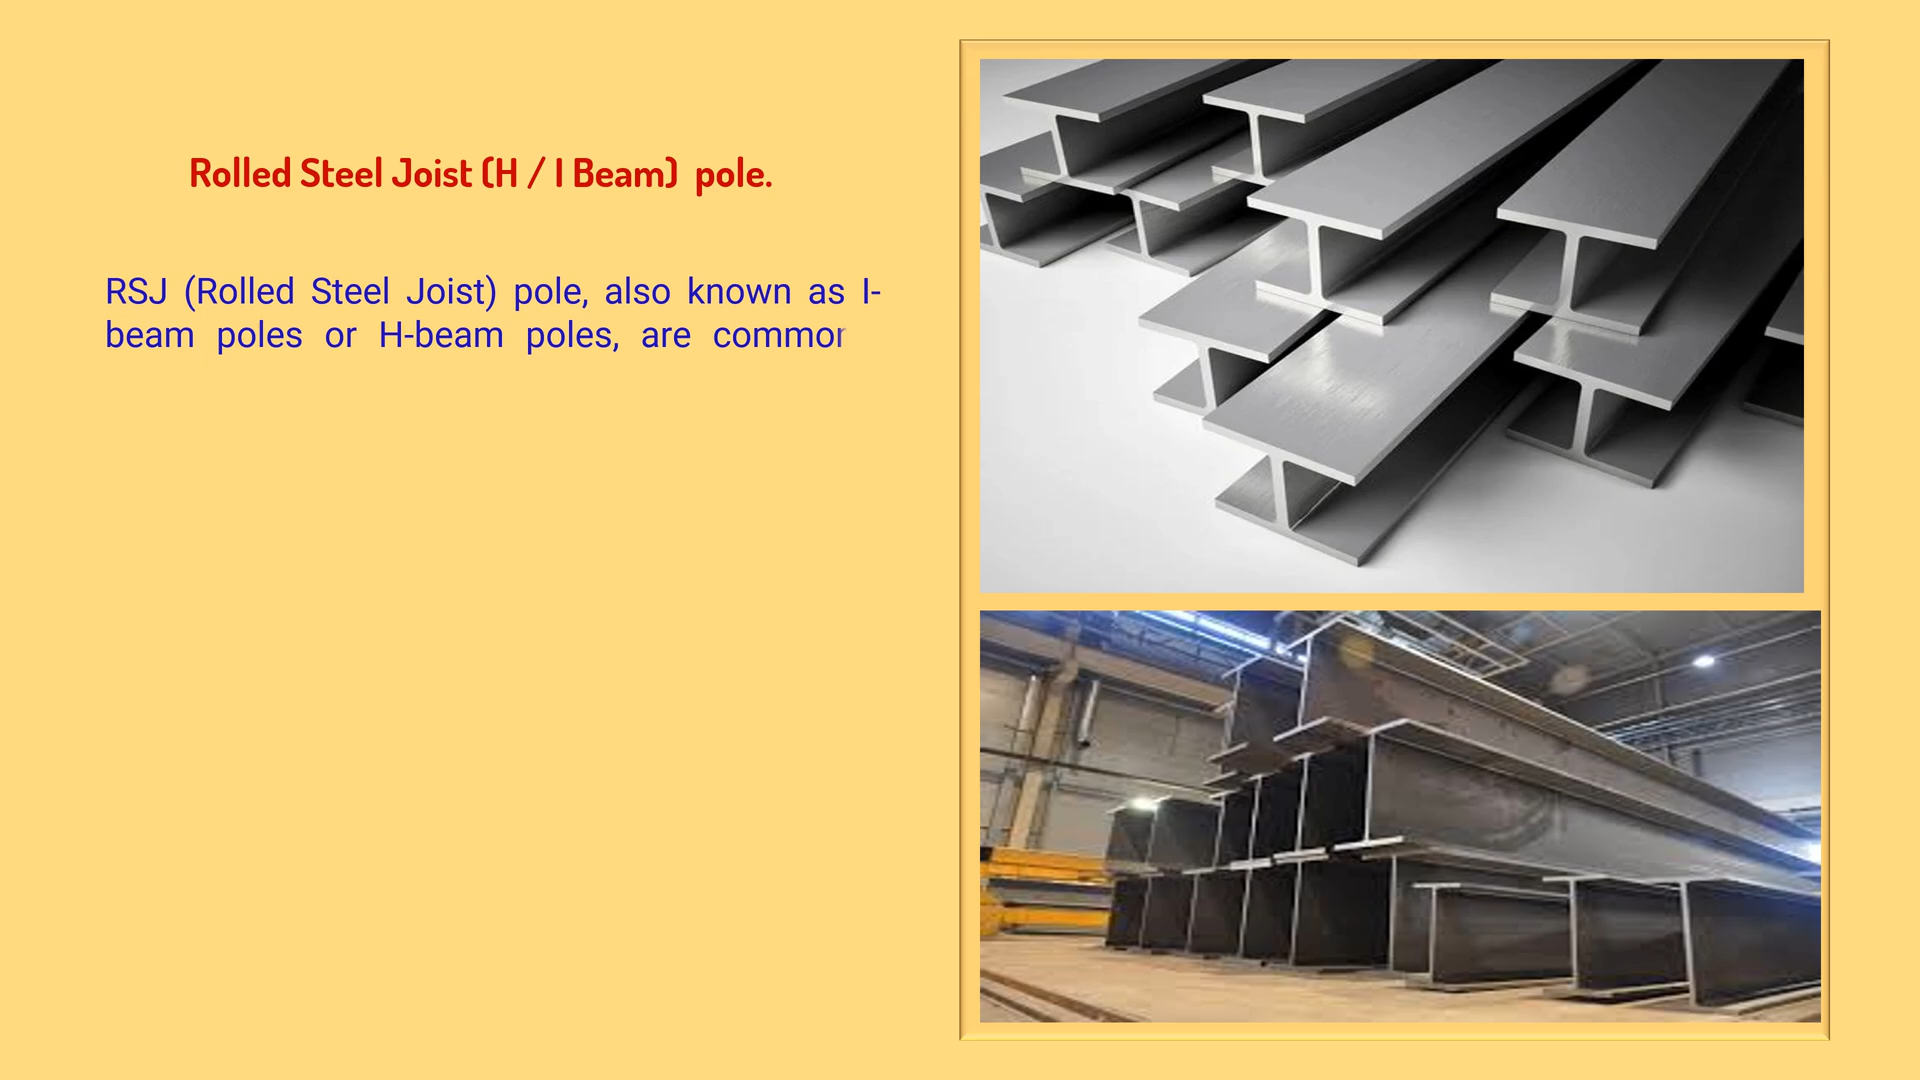 Rolled Steel Joist (H / I Beam) pole.
RSJ (Rolled Steel Joist) pole, also known as I-
beam poles or H-beam poles, are common